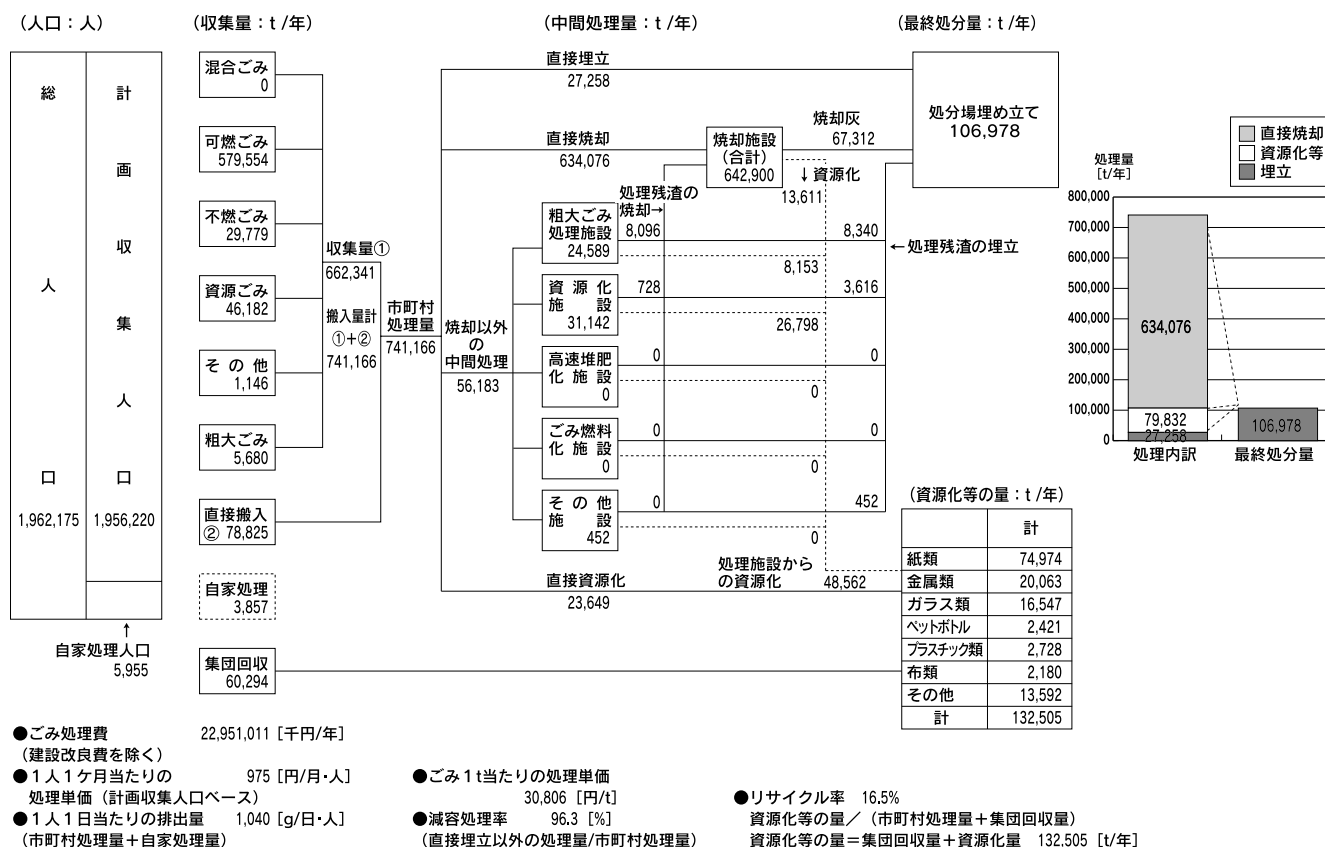 (人口：人)
(収集量：t/年)
(中間処理量：t/年)
(最終処分量：t/年)
総人口
1,962,175
計画収集人口
1,956,220
自家処理人口
5,955
混合ごみ
0
可燃ごみ
579,554
不燃ごみ
29,779
資源ごみ
46,182
その他
1,146
粗大ごみ
5,680
直接搬入
② 78,825
自家処理
3,857
集団回収
60,294
収集量①
662,341
搬入量計
①+②
741,166
市町村
処理量
741,166
直接埋立
27,258
直接焼却
634,076
焼却以外
の
中間処理
56,183
直接資源化
23,649
焼却施設
(合計)
642,900
焼却灰
67,312
↓資源化
13,611
処理残渣の
焼却→
粗大ごみ
処理施設
24,589
8,096
8,340
8,153
←処理残渣の埋立
資源化
施設
31,142
728
3,616
26,798
高速堆肥
化施設
0
0
0
0
ごみ燃料
化施設
0
0
0
0
その他
施設
452
0
452
0
処理施設から
の資源化
48,562
処分場埋め立て
106,978
直接焼却
資源化等
埋立
処理量
[t/年]
800,000
700,000
600,000
500,000
400,000
300,000
200,000
100,000
0
634,076
79,832
27,258
106,978
処理内訳
最終処分量
(資源化等の量：t/年)
計
紙類 74,974
金属類 20,063
ガラス類 16,547
ペットボトル 2,421
プラスチック類 2,728
布類 2,180
その他 13,592
計 132,505
●ごみ処理費 22,951,011 [千円/年]
(建設改良費を除く)
●1人1ケ月当たりの 975 [円/月・人]
処理単価 (計画収集人口ベース)
●1人1日当たりの排出量 1,040 [g/日・人]
(市町村処理量+自家処理量)
●ごみ1t当たりの処理単価
30,806 [円/t]
●減容処理率 96.3 [%]
(直接埋立以外の処理量/市町村処理量)
●リサイクル率 16.5%
資源化等の量/(市町村処理量+集団回収量)
資源化等の量＝集団回収量+資源化量 132,505 [t/年]